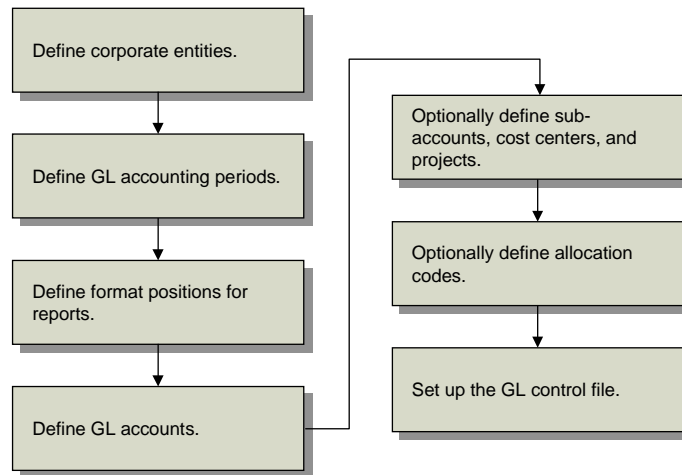 Define corporate entities.
Define GL accounting periods.
Define format positions for
reports.
Define GL accounts.
Optionally define sub-
accounts, cost centers, and
projects.
Optionally define allocation
codes.
Set up the GL control file.